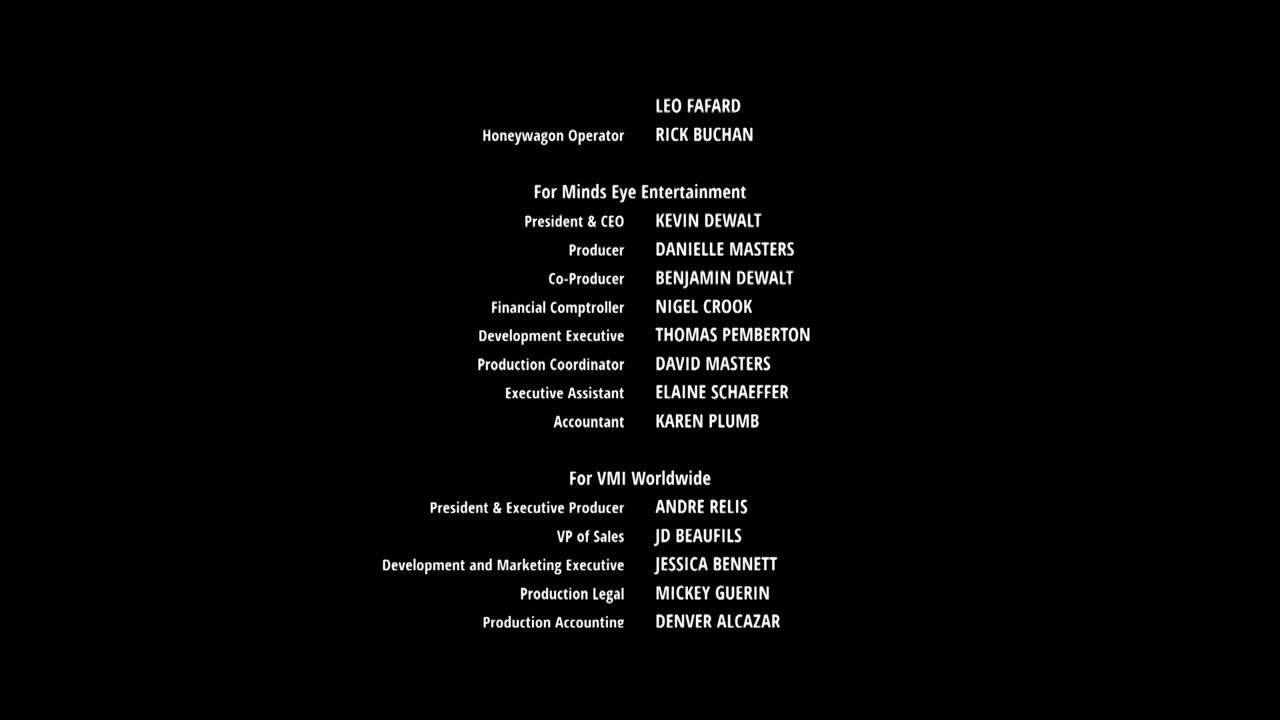 LEO FAFARD
Honeywagon Operator RICK BUCHAN
For Minds Eye Entertainment
President & CEO KEVIN DEWALT
Producer DANIELLE MASTERS
Co-Producer BENJAMIN DEWALT
Financial Comptroller NIGEL CROOK
Development Executive THOMAS PEMBERTON
Production Coordinator DAVID MASTERS
Executive Assistant ELAINE SCHAEFFER
Accountant KAREN PLUMB
For VMI Worldwide
President & Executive Producer ANDRE RELIS
VP of Sales JD BEAUFILS
Development and Marketing Executive JESSICA BENNETT
Production Legal MICKEY GUERIN
Production Accounting DENVER ALCAZAR